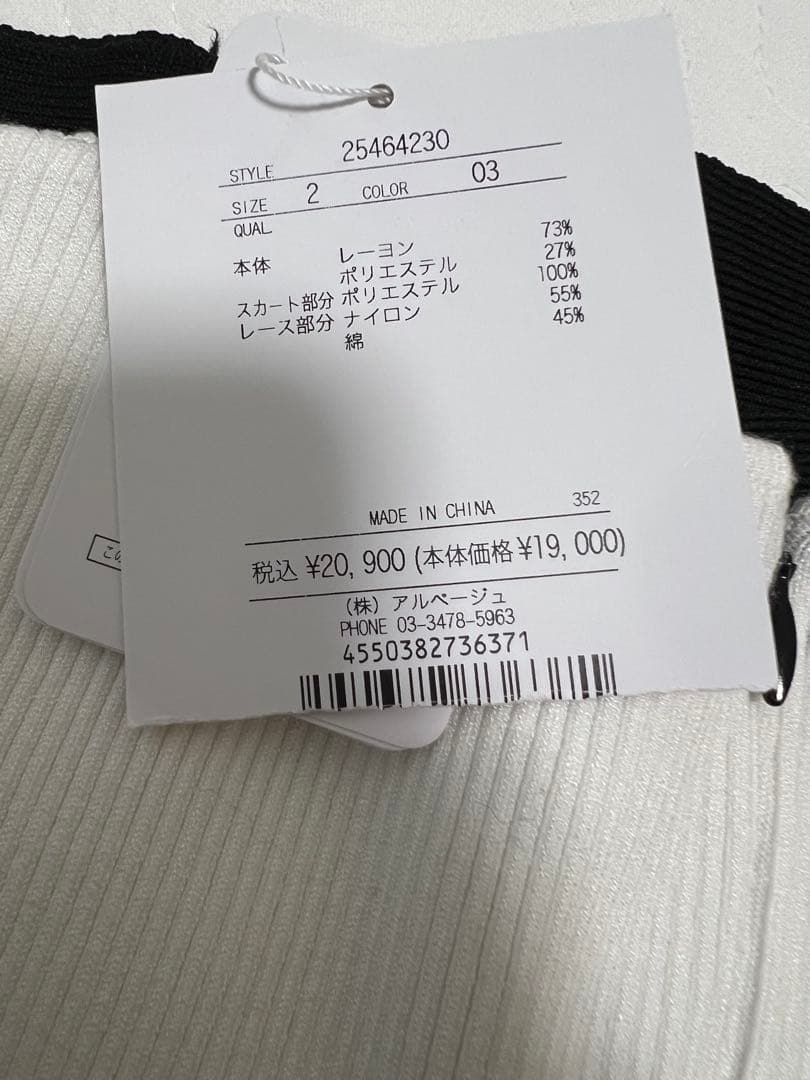 STYLE 25464230
SIZE 2 COLOR 03
QUAL
本体 レーヨン 73%
ポリエステル 27%
スカート部分 ポリエステル 100%
レース部分 ナイロン 55%
綿 45%
MADE IN CHINA 352
税込 ¥20,900 (本体価格¥19,000)
(株) アルページュ
PHONE 03-3478-5963
4550382736371
この